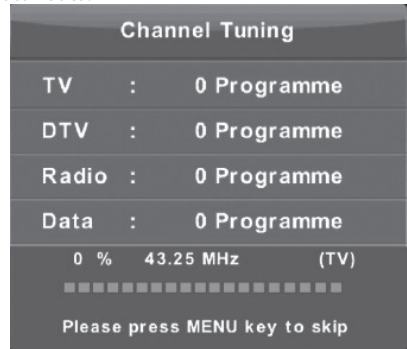 Channel Tuning
TV : 0 Programme
DTV : 0 Programme
Radio : 0 Programme
Data : 0 Programme
0 % 43.25 MHz (TV)
Please press MENU key to skip